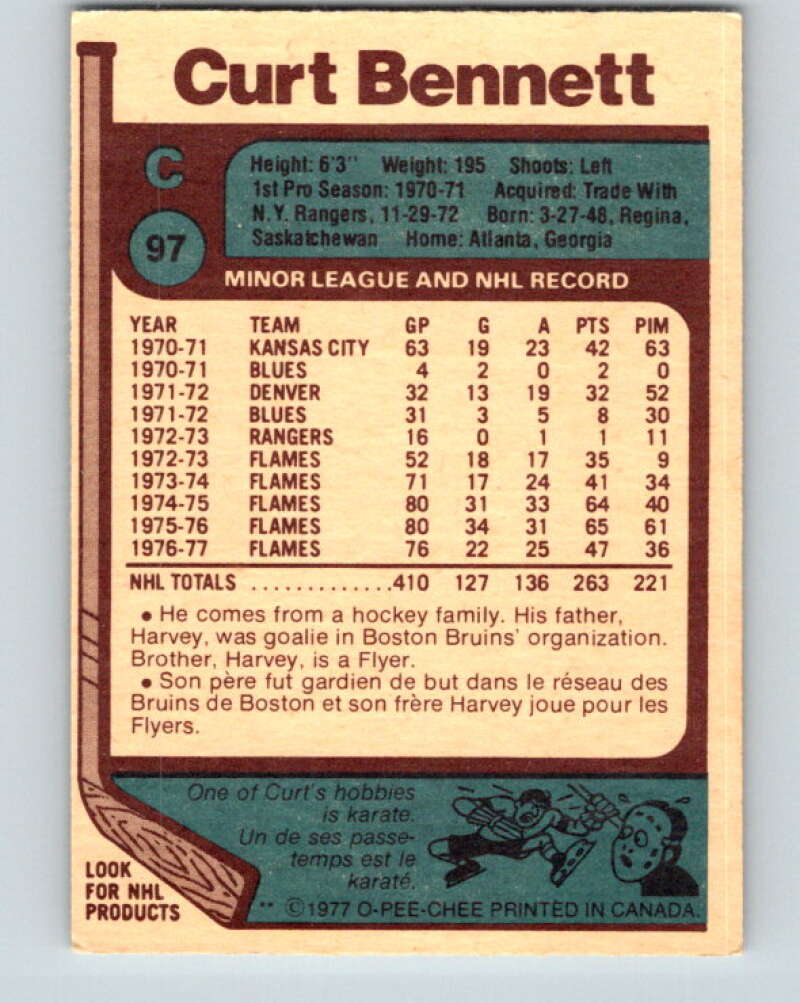 Curt Bennett
C
97
Height: 6'3" Weight: 195 Shoots: Left
1st Pro Season: 1970-71 Acquired: Trade With
N.Y. Rangers, 11-29-72 Born: 3-27-48, Regina,
Saskatchewan Home: Atlanta, Georgia
MINOR LEAGUE AND NHL RECORD
YEAR TEAM GP G A PTS PIM
1970-71 KANSAS CITY 63 19 23 42 63
1970-71 BLUES 4 2 0 2 0
1971-72 DENVER 32 13 19 32 52
1971-72 BLUES 31 3 5 8 30
1972-73 RANGERS 16 0 1 1 11
1972-73 FLAMES 52 18 17 35 9
1973-74 FLAMES 71 17 24 41 34
1974-75 FLAMES 80 31 33 64 40
1975-76 FLAMES 80 34 31 65 61
1976-77 FLAMES 76 22 25 47 36
NHL TOTALS .............410 127 136 263 221
• He comes from a hockey family. His father,
Harvey, was goalie in Boston Bruins' organization.
Brother, Harvey, is a Flyer.
• Son père fut gardien de but dans le réseau des
Bruins de Boston et son frère Harvey joue pour les
Flyers.
One of Curt's hobbies
is karate.
Un de ses passe-
temps est le
karaté.
LOOK
FOR NHL
PRODUCTS
** ©1977 O-PEE-CHEE PRINTED IN CANADA.